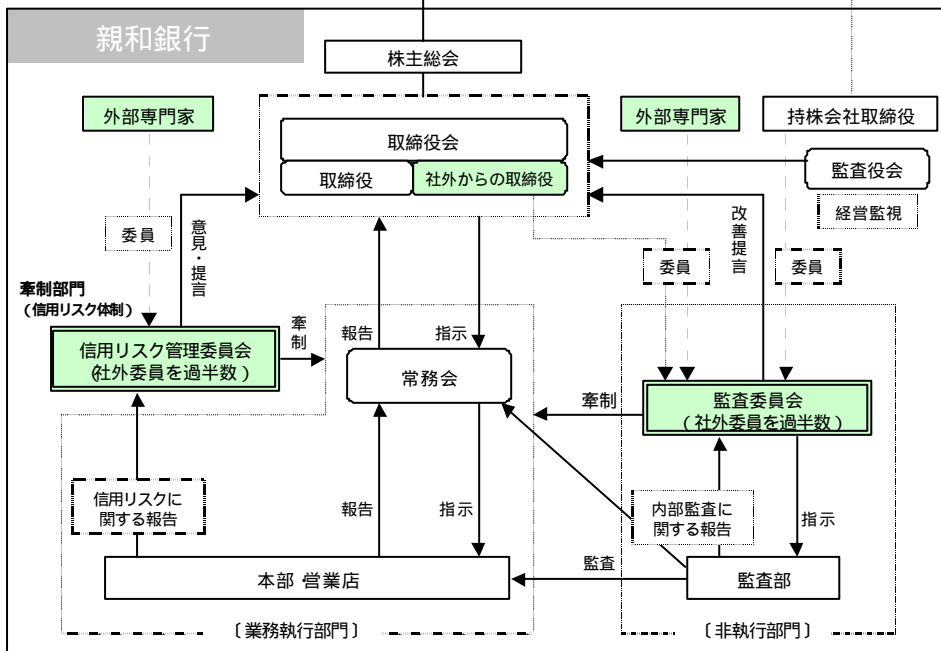 親和銀行
株主総会
外部専門家
外部専門家
持株会社取締役
取締役会
取締役
社外からの取締役
監査役会
経営監視
委員
意見・提言
委員
改善提言
委員
牽制部門
(信用リスク体制)
信用リスク管理委員会
(社外委員を過半数)
牽制
報告
指示
常務会
牽制
監査委員会
(社外委員を過半数)
信用リスクに
関する報告
報告
指示
内部監査に
関する報告
指示
本部・営業店
監査
監査部
〔業務執行部門〕
〔非執行部門〕